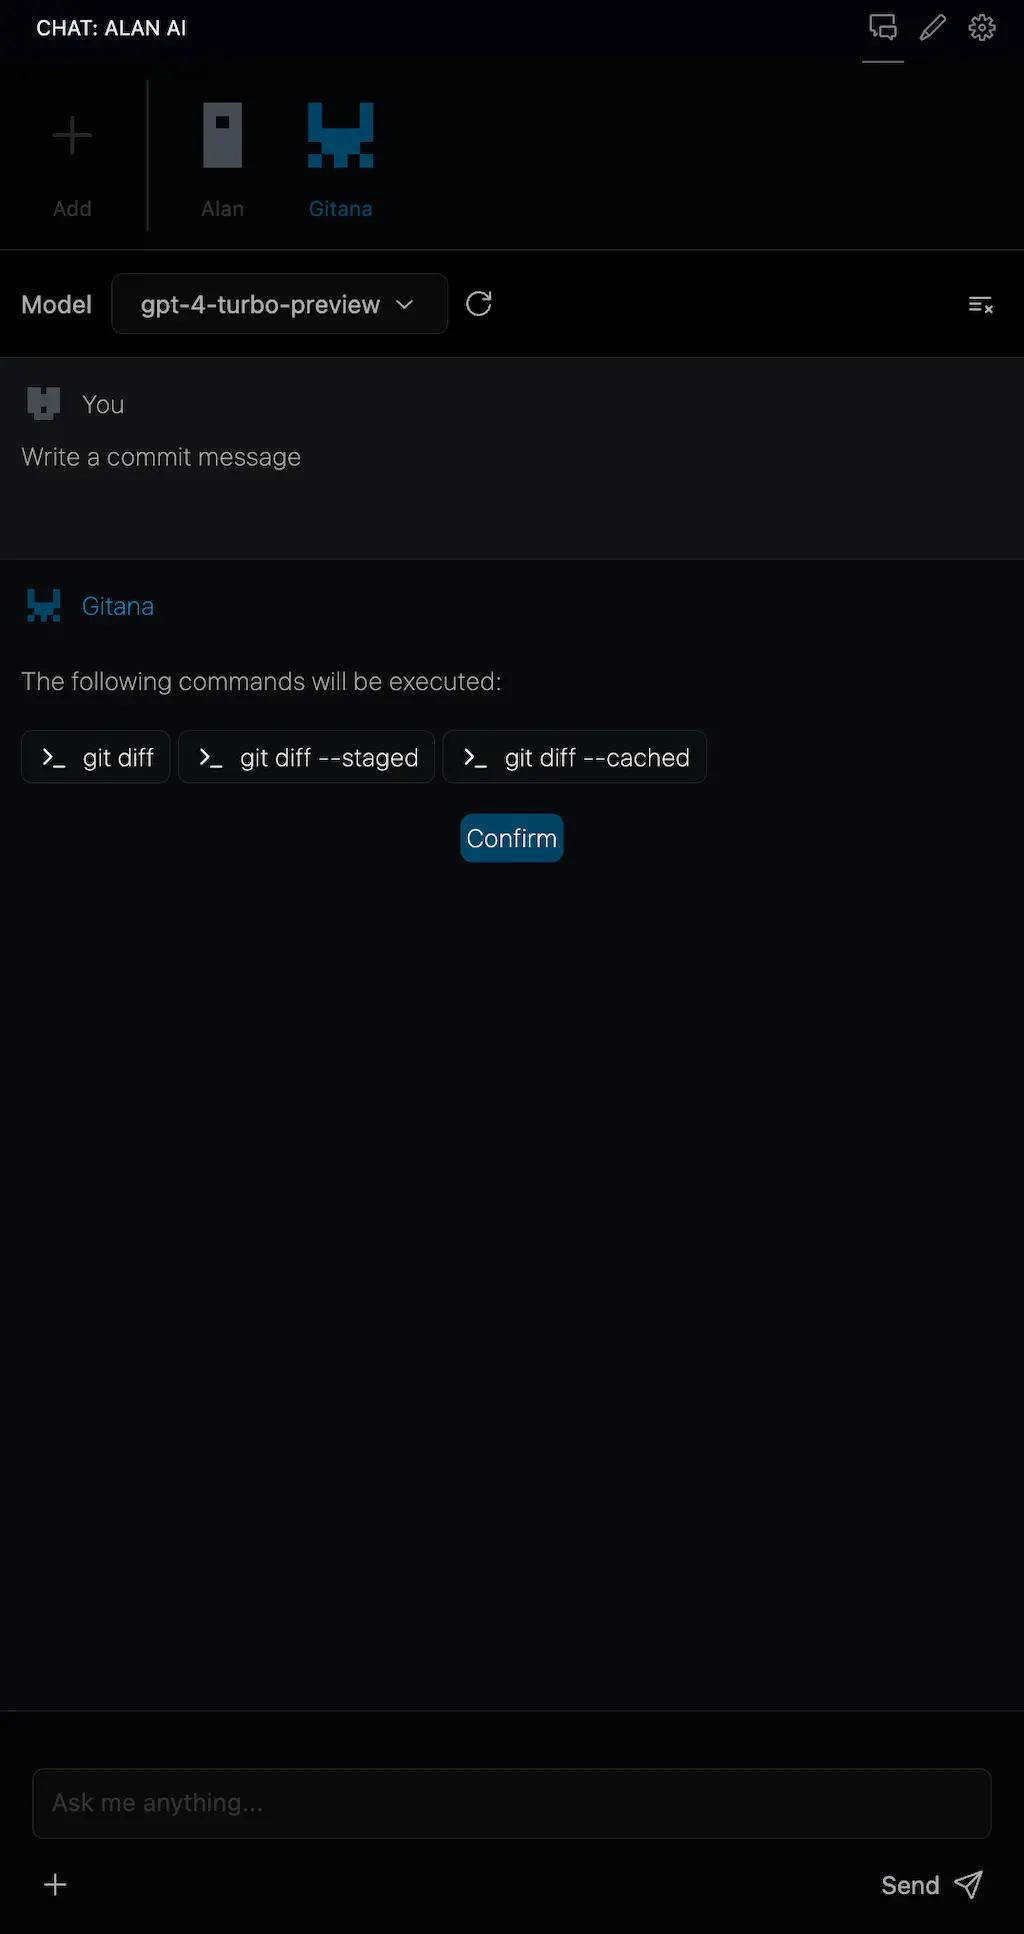 CHAT: ALAN AI
Add
Alan
Gitana
Model
gpt-4-turbo-preview
You
Write a commit message
Gitana
The following commands will be executed:
git diff
git diff --staged
git diff --cached
Confirm
Ask me anything...
Send